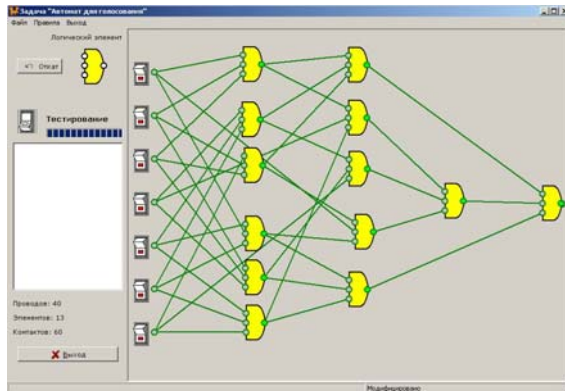 Задача "Автомат для голосования"
Файл Правила Выход
Логический элемент
Откат
Тестирование
Проводов: 40
Элементов: 13
Контактов: 60
Выход
Модифицировано